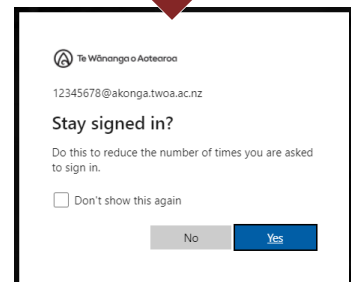 Te Wānanga o Aotearoa
12345678@akonga.twoa.ac.nz
Stay signed in?
Do this to reduce the number of times you are asked
to sign in.
Don't show this again
No Yes